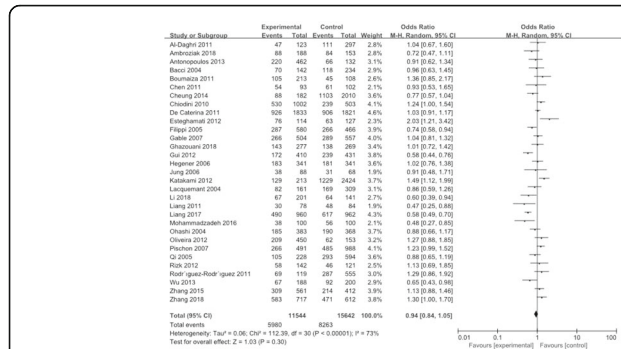 Experimental Control Odds Ratio Odds Ratio
Study or Subgroup Events Total Events Total Weight M-H, Random, 95% CI M-H, Random, 95% CI
Al-Daghri 2011 47 123 111 297 2.8% 1.04 [0.67, 1.60]
Ambroziak 2018 88 188 84 153 2.8% 0.72 [0.47, 1.11]
Antonopoulos 2013 220 462 66 132 2.9% 0.91 [0.62, 1.34]
Bacci 2004 70 142 118 234 2.8% 0.96 [0.63, 1.45]
Boumaiza 2011 105 213 45 108 2.6% 1.36 [0.85, 2.17]
Chen 2011 54 93 61 102 2.2% 0.93 [0.53, 1.65]
Cheung 2014 88 182 1103 2010 3.4% 0.77 [0.57, 1.04]
Chiodini 2010 530 1002 239 503 3.9% 1.24 [1.00, 1.54]
De Caterina 2011 926 1833 906 1821 4.4% 1.03 [0.91, 1.17]
Esteghamati 2012 76 114 63 127 2.3% 2.03 [1.21, 3.42]
Filippi 2005 287 580 266 466 3.7% 0.74 [0.58, 0.94]
Gable 2007 266 504 289 557 3.7% 1.04 [0.81, 1.32]
Ghazouani 2018 143 277 138 269 3.2% 1.01 [0.72, 1.42]
Gui 2012 172 410 239 431 3.6% 0.58 [0.44, 0.76]
Hegener 2006 183 341 181 341 3.4% 1.02 [0.76, 1.38]
Jung 2006 38 88 31 68 1.9% 0.91 [0.48, 1.71]
Katakami 2012 129 213 1229 2424 3.5% 1.49 [1.12, 1.99]
Lacquemant 2004 82 161 169 309 3.0% 0.86 [0.59, 1.26]
Li 2018 67 201 64 141 2.7% 0.60 [0.39, 0.94]
Liang 2011 30 78 48 84 2.0% 0.47 [0.25, 0.88]
Liang 2017 490 960 617 962 4.1% 0.58 [0.49, 0.70]
Mohammadzadeh 2016 38 100 56 100 2.2% 0.48 [0.27, 0.85]
Ohashi 2004 185 383 190 368 3.5% 0.88 [0.66, 1.17]
Oliveira 2012 209 450 62 153 2.9% 1.27 [0.88, 1.85]
Pischon 2007 266 491 485 988 3.8% 1.23 [0.99, 1.52]
Qi 2005 105 228 293 594 3.4% 0.88 [0.65, 1.19]
Rizk 2012 58 142 46 121 2.4% 1.13 [0.69, 1.85]
Rodr´ıguez-Rodr´ıguez 2011 69 119 287 555 2.9% 1.29 [0.86, 1.92]
Wu 2013 67 188 92 200 2.9% 0.65 [0.43, 0.98]
Zhang 2015 309 561 214 412 3.6% 1.13 [0.88, 1.46]
Zhang 2018 583 717 471 612 3.5% 1.30 [1.00, 1.70]
Total (95% CI) 11544 15642 100.0% 0.94 [0.84, 1.05]
Total events 5980 8263
Heterogeneity: Tau² = 0.06; Chi² = 112.39, df = 30 (P < 0.00001); I² = 73%
Test for overall effect: Z = 1.03 (P = 0.30)
0.01 0.1 1 10 100
Favours [experimental] Favours [control]